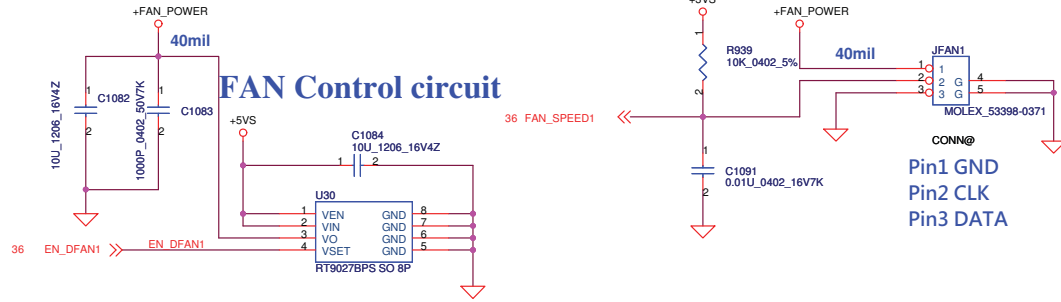 +FAN_POWER
40mil
10U_1206_16V4Z
1
2
C1082
1000P_0402_50V7K
1
2
C1083
FAN Control circuit
+5VS
C1084
10U_1206_16V4Z
1
2
U30
1 VEN GND 8
2 VIN GND 7
3 VO GND 6
4 VSET GND 5
RT9027BPS SO 8P
36 EN_DFAN1
EN_DFAN1
+5VS
1
R939
10K_0402_5%
2
+FAN_POWER
40mil
JFAN1
1 1
2 2 G 4
3 3 G 5
MOLEX_53398-0371
36 FAN_SPEED1
1
C1091
0.01U_0402_16V7K
2
CONN@
Pin1 GND
Pin2 CLK
Pin3 DATA